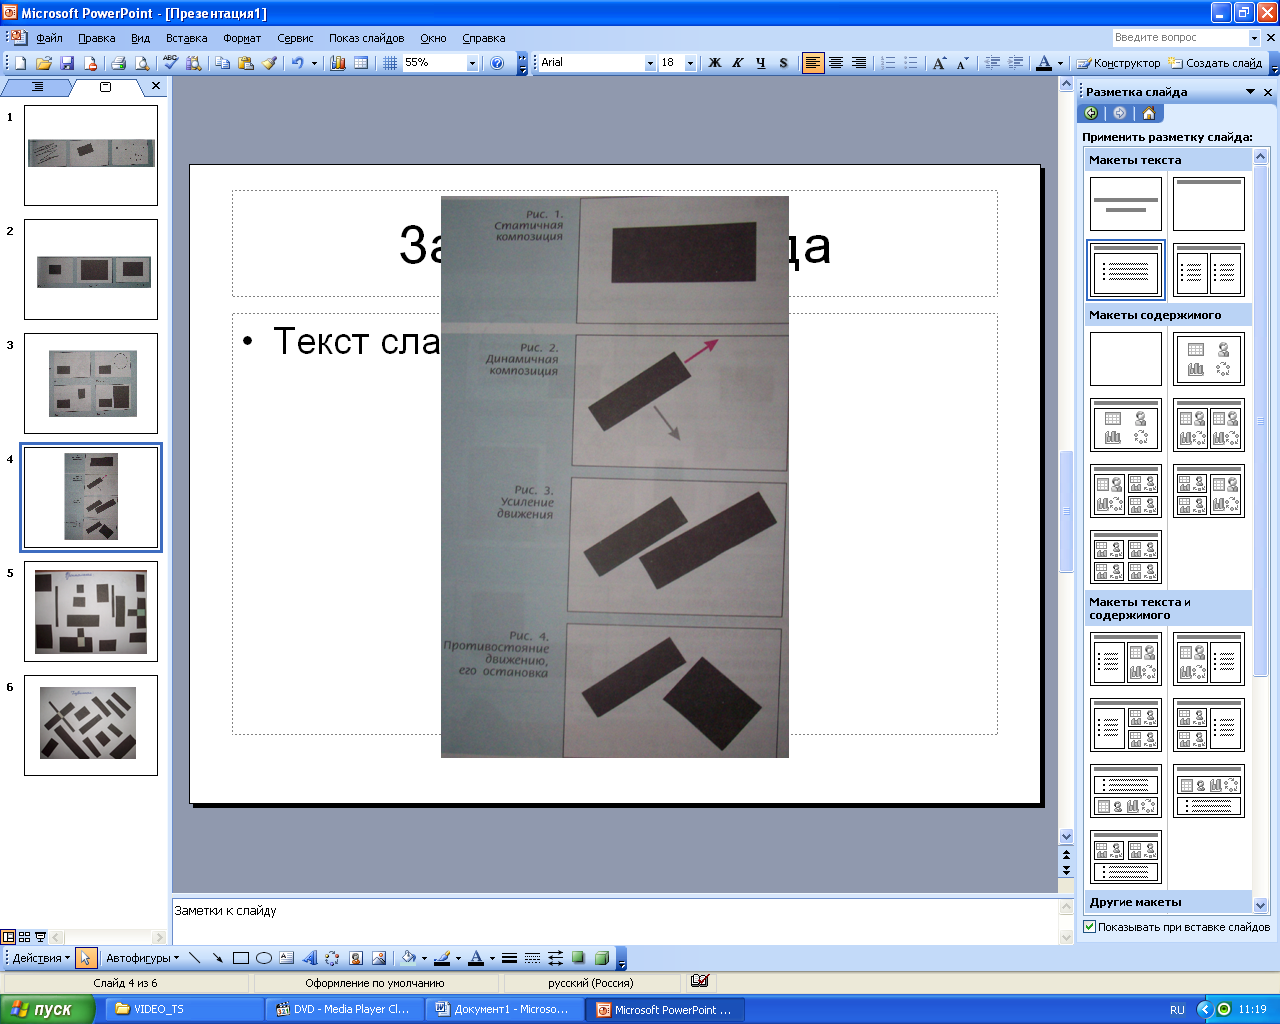 Microsoft PowerPoint - [Презентация1]
Файл Правка Вид Вставка Формат Сервис Показ слайдов Окно Справка
Введите вопрос
55%
Arial
18
Ж К Ч S
Конструктор
Создать слайд
1
2
3
4
5
6
За
да
Текст сла
Рис. 1.
Статичная
композиция
Рис. 2.
Динамичная
композиция
Рис. 3.
Усиление
движения
Рис. 4.
Противостояние
движению,
его остановка
Разметка слайда
Применить разметку слайда:
Макеты текста
Макеты содержимого
Макеты текста и
содержимого
Другие макеты
Показывать при вставке слайдов
Заметки к слайду
Действия
Автофигуры
Слайд 4 из 6
Оформление по умолчанию
русский (Россия)
пуск
VIDEO_TS
DVD - Media Player Cl...
Документ1 - Microso...
Microsoft PowerPoint ...
RU
11:19